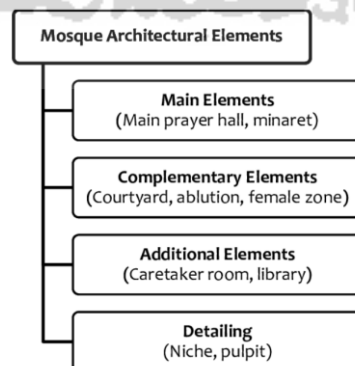 Mosque Architectural Elements
Main Elements
(Main prayer hall, minaret)
Complementary Elements
(Courtyard, ablution, female zone)
Additional Elements
(Caretaker room, library)
Detailing
(Niche, pulpit)